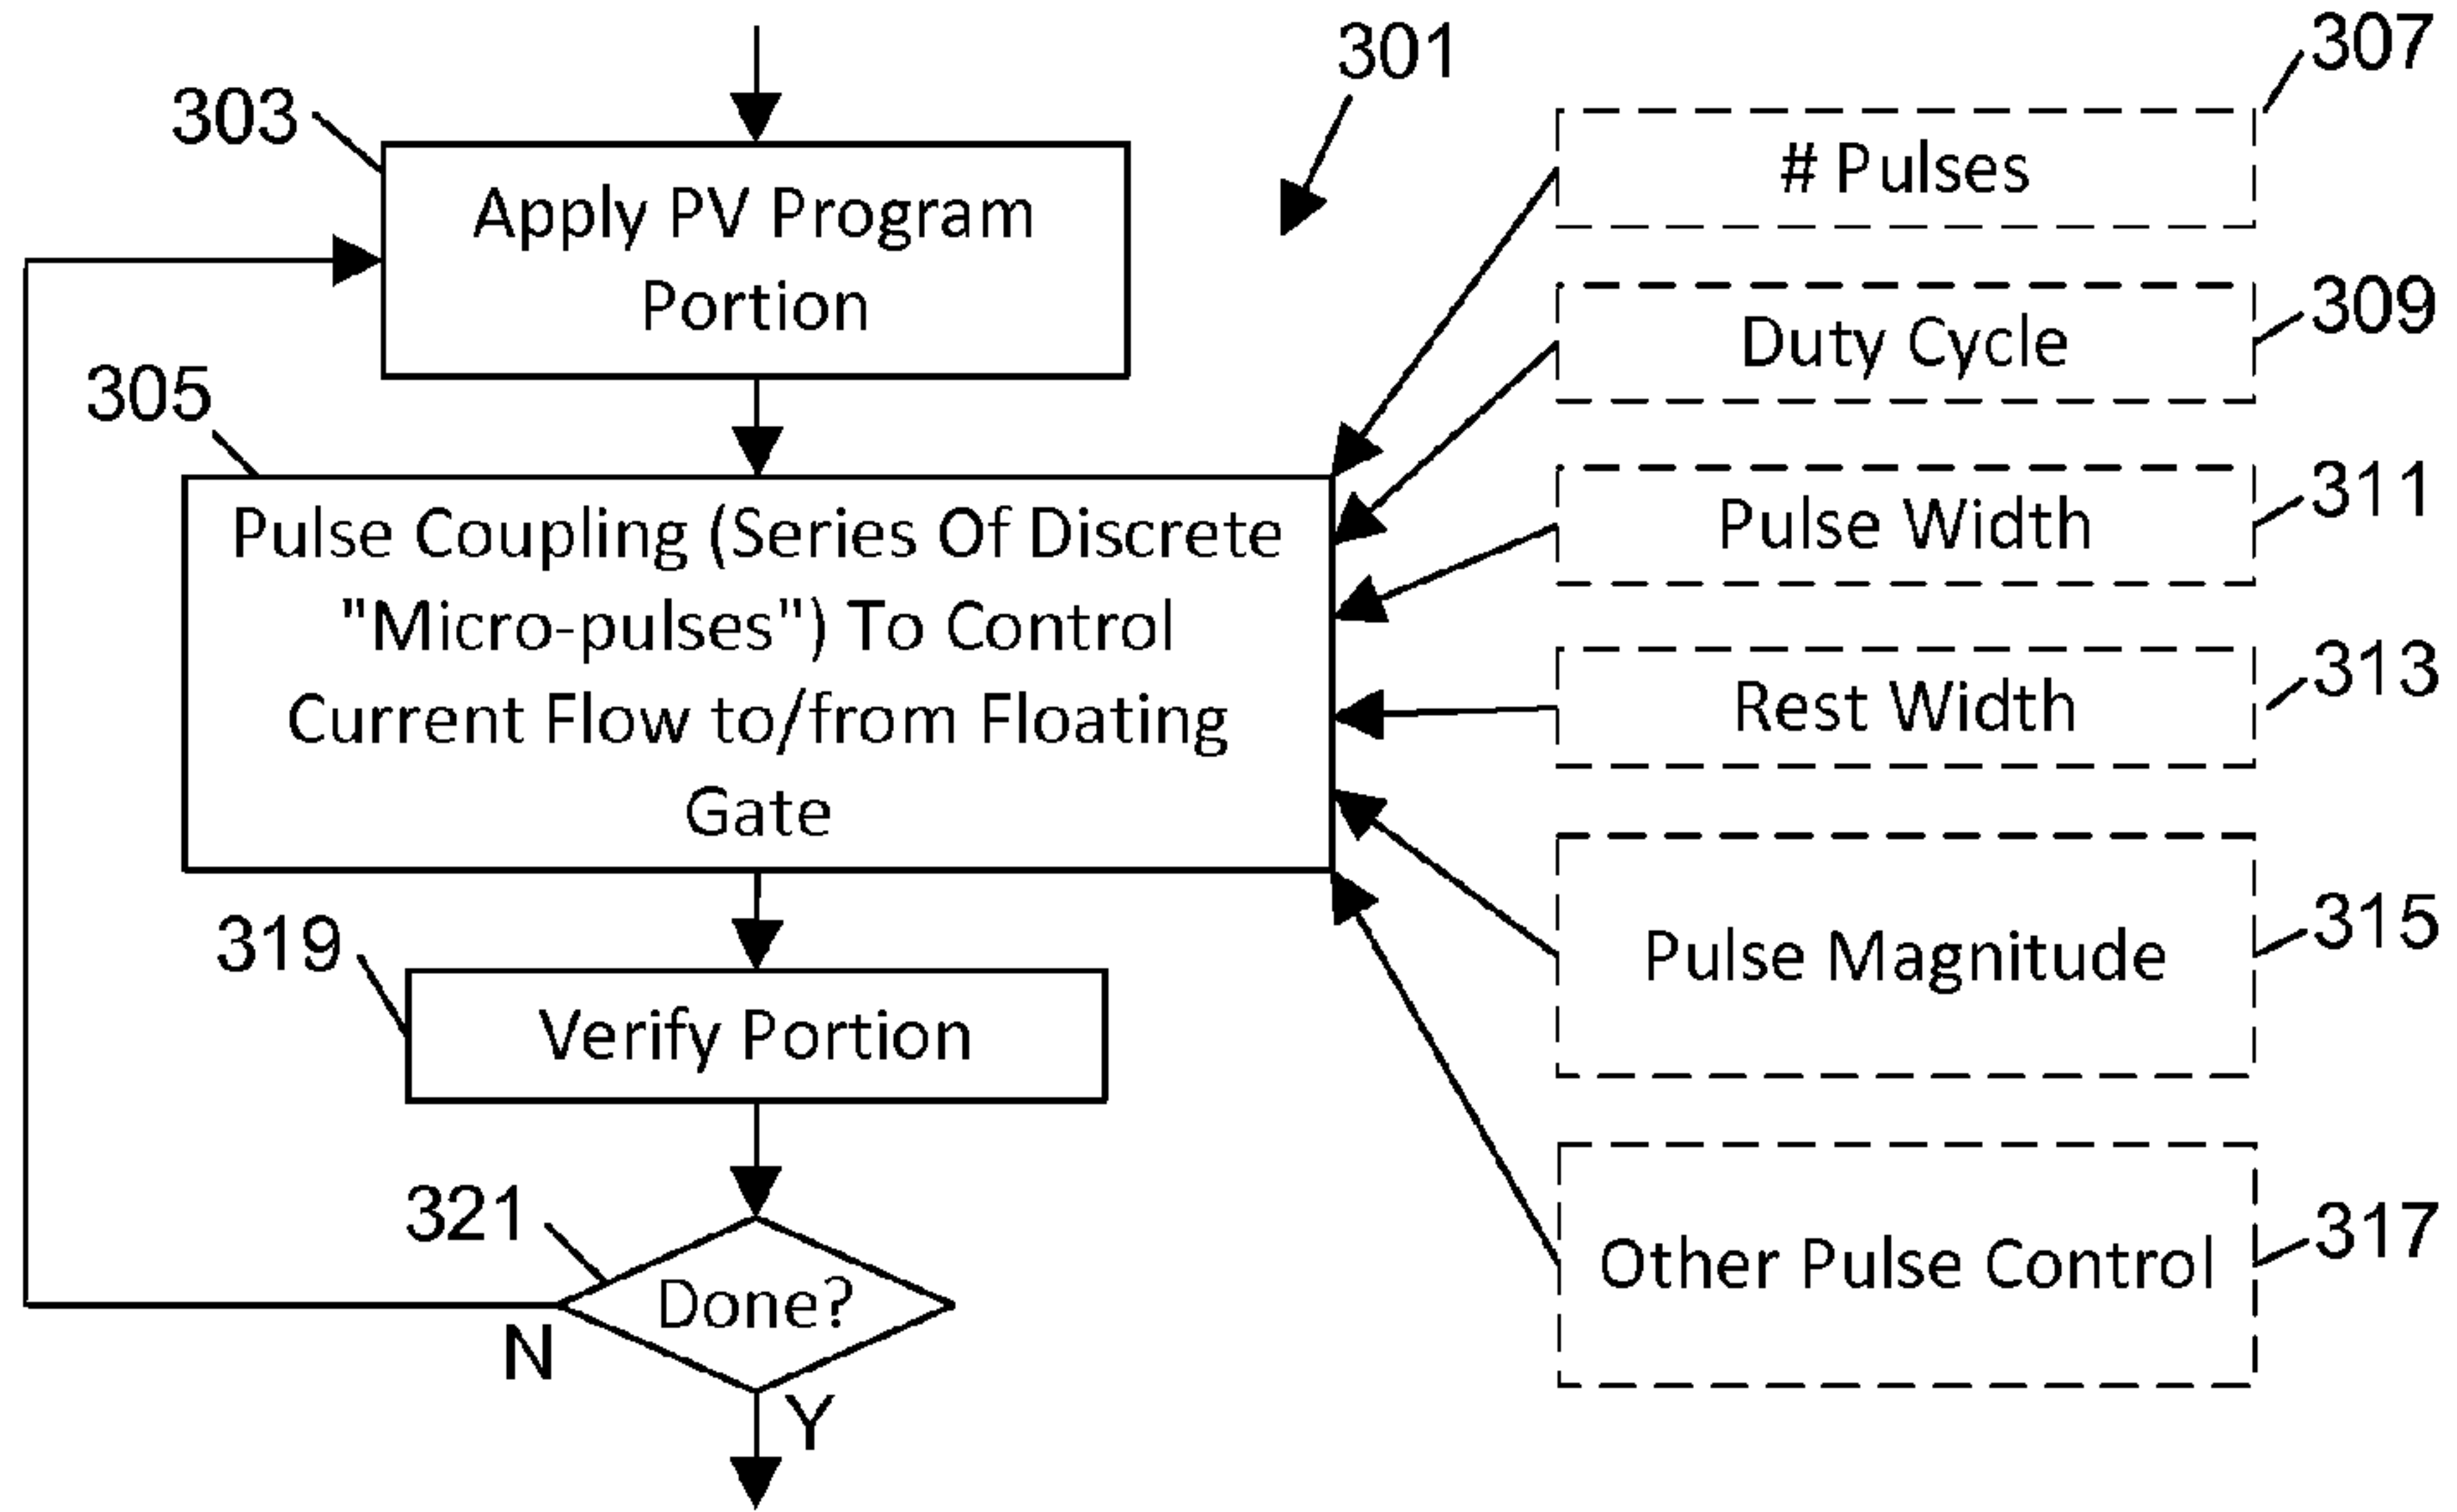 301
307
303
# Pulses
Apply PV Program
Portion
309
Duty Cycle
305
311
Pulse Width
Pulse Coupling (Series Of Discrete
"Micro-pulses") To Control
Current Flow to/from Floating
Gate
313
Rest Width
315
Pulse Magnitude
319
Verify Portion
317
Other Pulse Control
321
Done?
N
Y